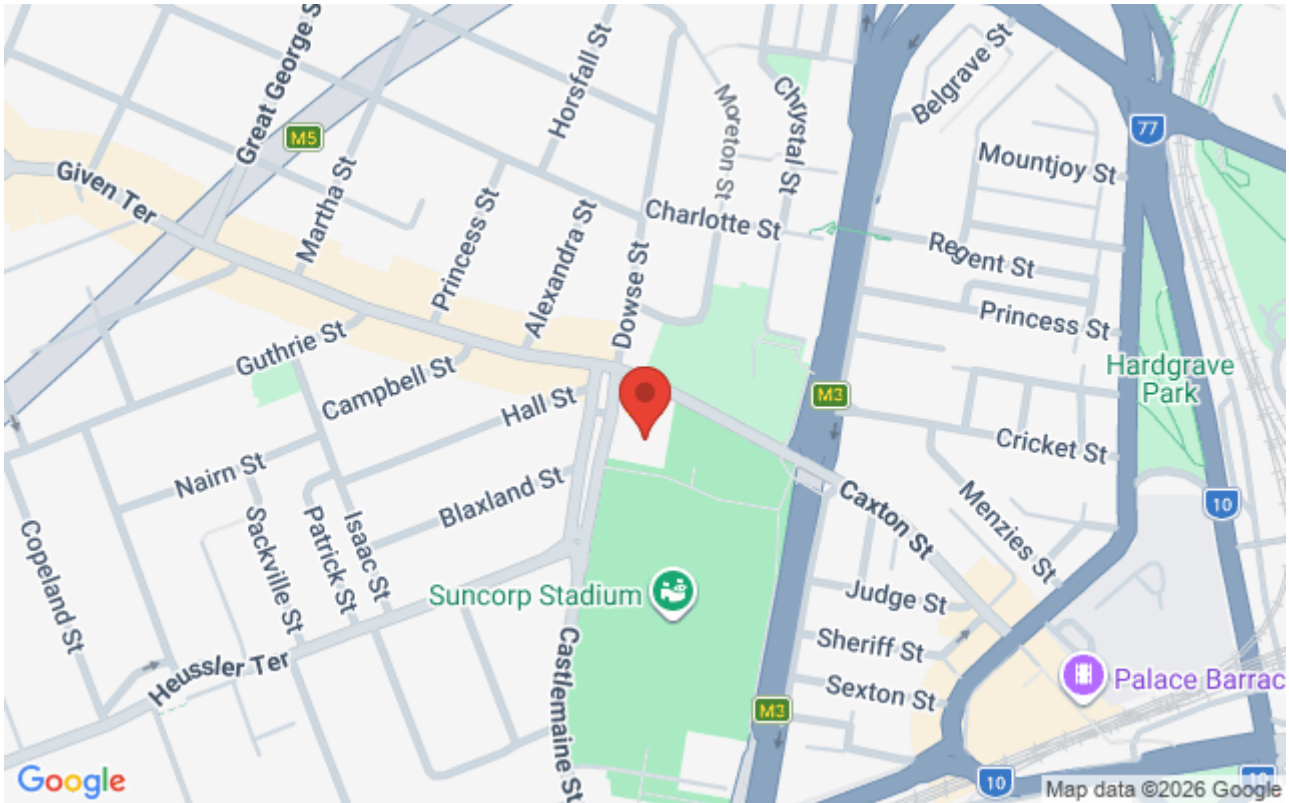 Great George S
Horsfall St
Belgrave St
Moreton St
Chrystal St
M5
77
Given Ter
Martha St
Mountjoy St
Princess St
Alexandra St
Charlotte St
Dowse St
Regent St
Princess St
Guthrie St
Hardgrave
Park
Campbell St
M3
Hall St
Cricket St
Nairn St
Blaxland St
Caxton St
Menzies St
10
Copeland St
Sackville St
Patrick St
Isaac St
Suncorp Stadium
Judge St
Sheriff St
Heussler Ter
Castlemaine St
Sexton St
Palace Barrac
M3
10
10
Google
Map data ©2026 Google